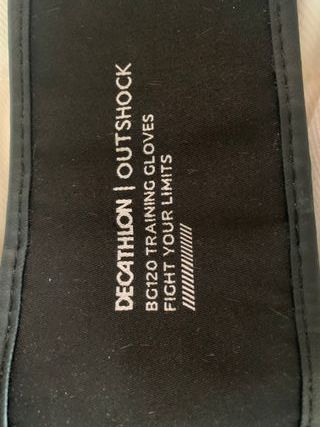 DECATHLON | OUTSHOCK
BG120 TRAINING GLOVES
FIGHT YOUR LIMITS